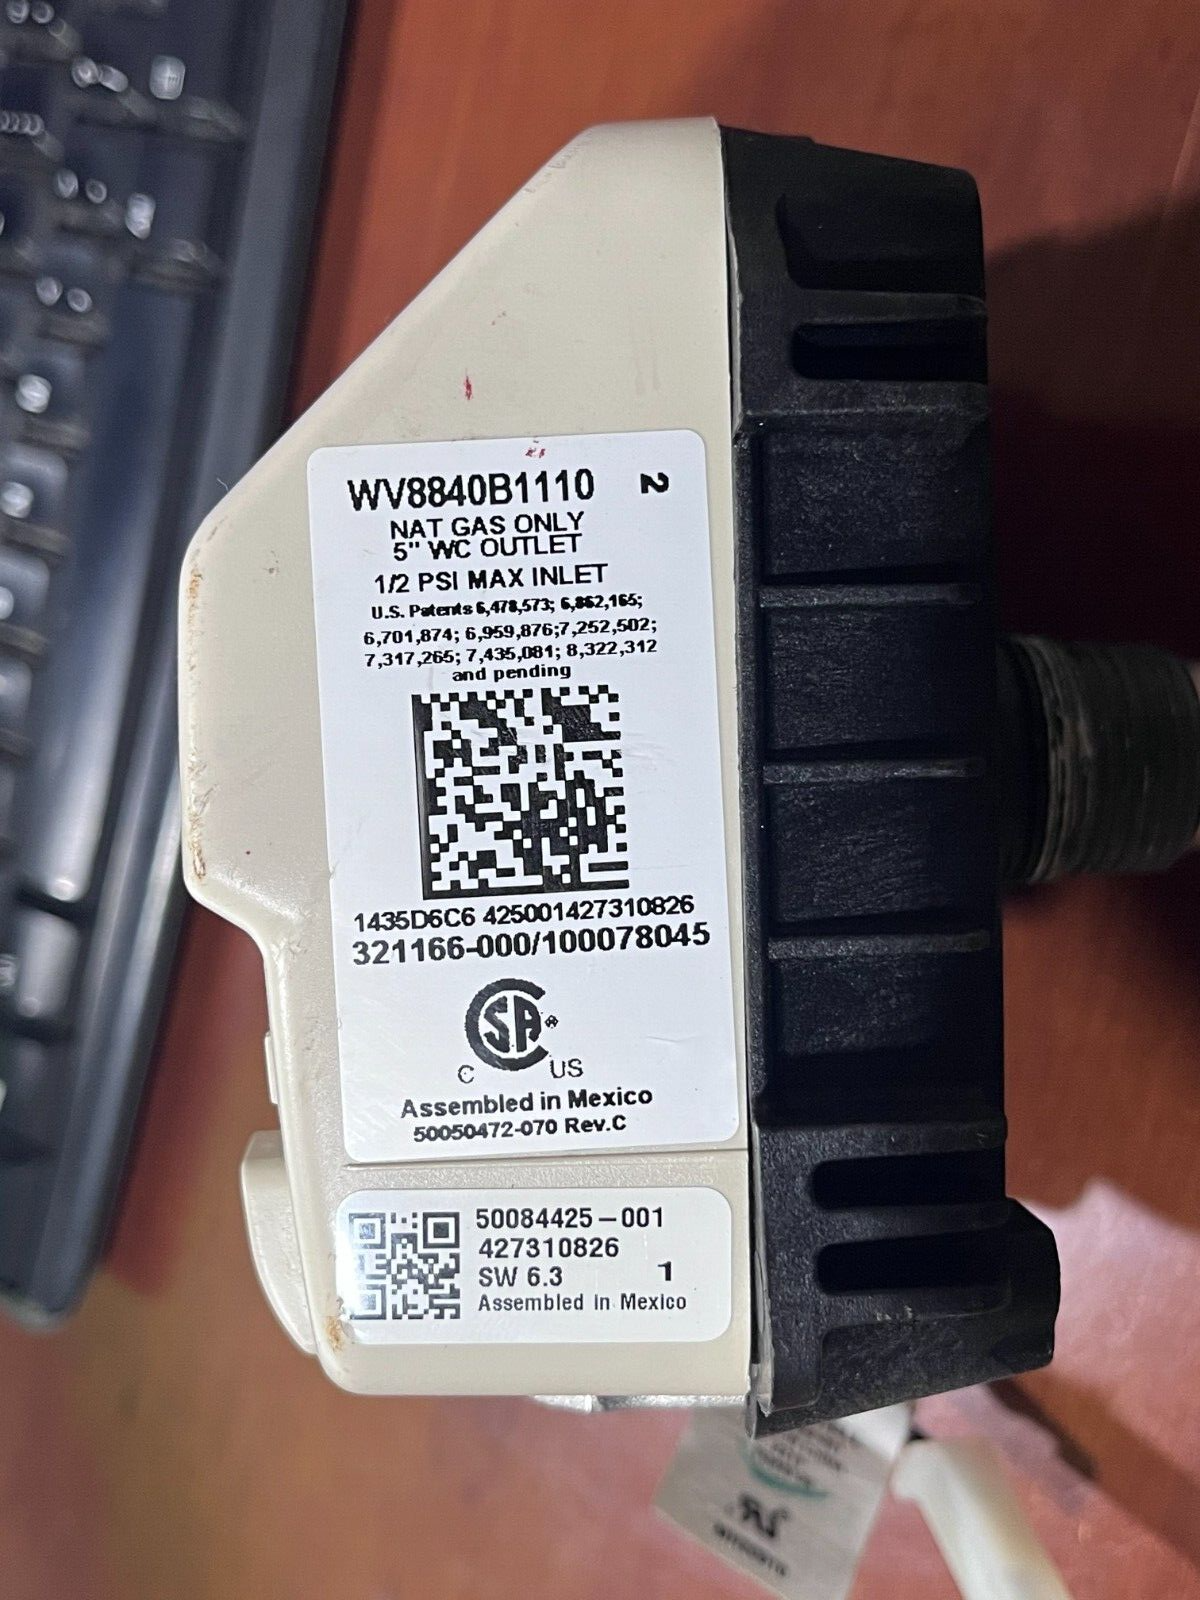 WV8840B1110 2
NAT GAS ONLY
5" WC OUTLET
1/2 PSI MAX INLET
U.S. Patents 6,478,573; 6,862,165;
6,701,874; 6,959,876;7,252,502;
7,317,265; 7,435,081; 8,322,312
and pending
1435D6C6 425001427310826
321166-000/100078045
CSA
C US
Assembled in Mexico
50050472-070 Rev.C
50084425-001
427310826
SW 6.3 1
Assembled in Mexico